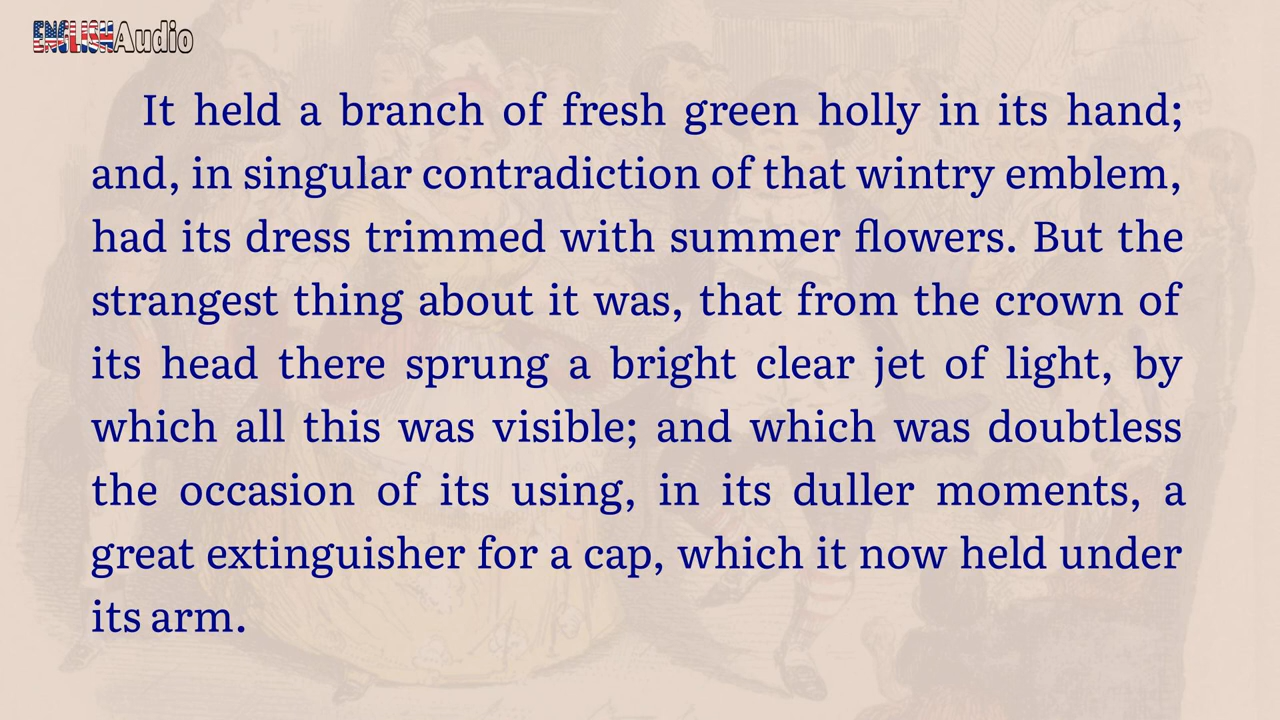 ENGLISHAudio
It held a branch of fresh green holly in its hand;
and, in singular contradiction of that wintry emblem,
had its dress trimmed with summer flowers. But the
strangest thing about it was, that from the crown of
its head there sprung a bright clear jet of light, by
which all this was visible; and which was doubtless
the occasion of its using, in its duller moments, a
great extinguisher for a cap, which it now held under
its arm.